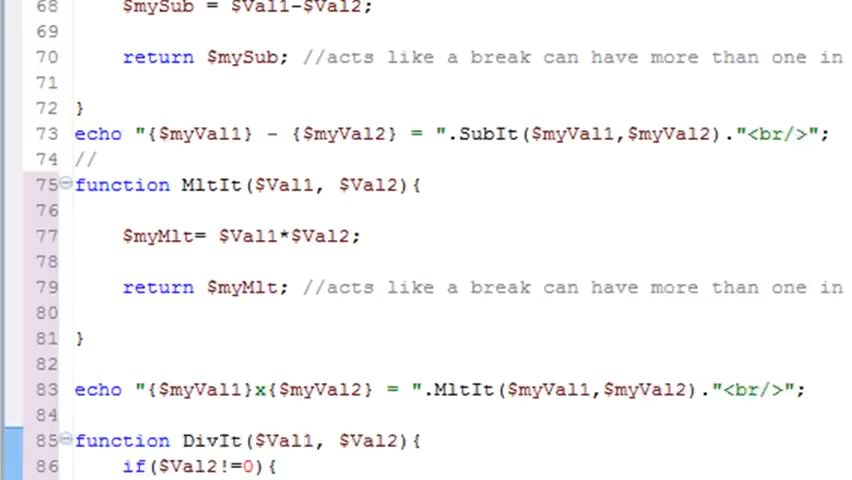 68 $mySub = $Val1-$Val2;
69
70 return $mySub; //acts like a break can have more than one in
71
72 }
73 echo "{$myVal1} - {$myVal2} = ".SubIt($myVal1,$myVal2)."<br/>";
74 //
75 function MltIt($Val1, $Val2){
76
77 $myMlt= $Val1*$Val2;
78
79 return $myMlt; //acts like a break can have more than one in
80
81 }
82
83 echo "{$myVal1}x{$myVal2} = ".MltIt($myVal1,$myVal2)."<br/>";
84
85 function DivIt($Val1, $Val2){
86 if($Val2!=0){